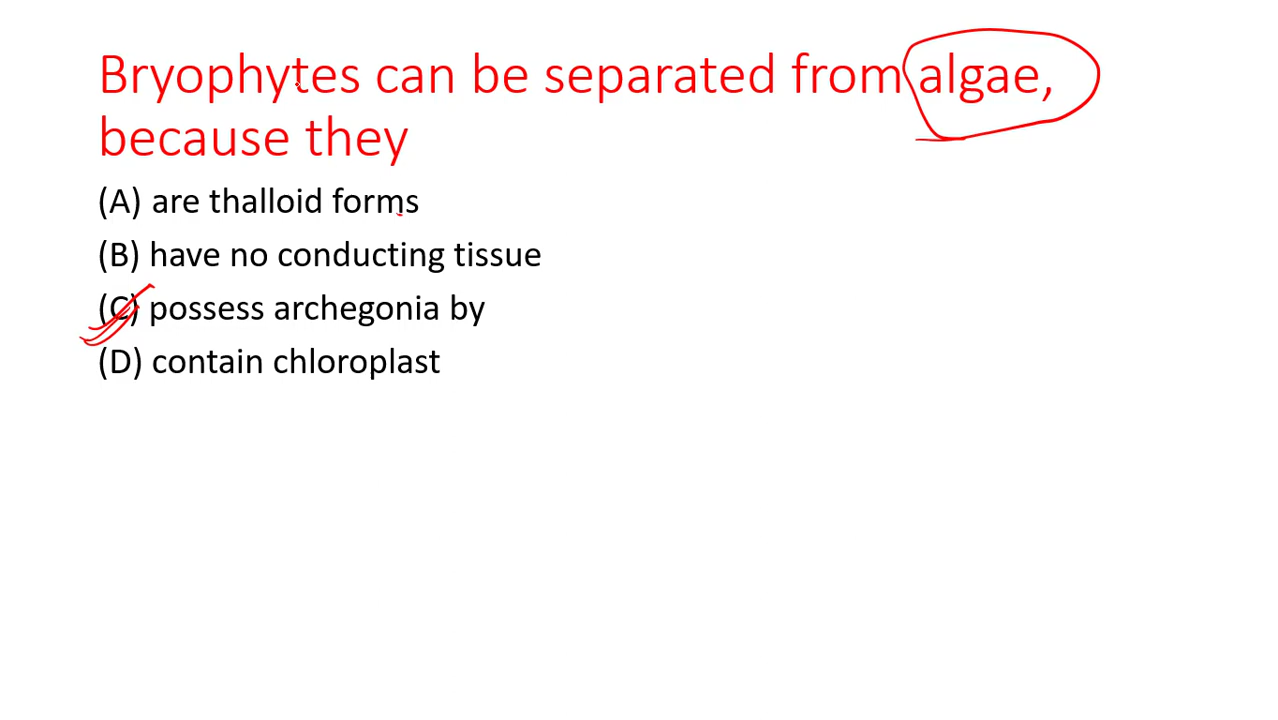 Bryophytes can be separated from algae,
because they
(A) are thalloid forms
(B) have no conducting tissue
(C) possess archegonia by
(D) contain chloroplast